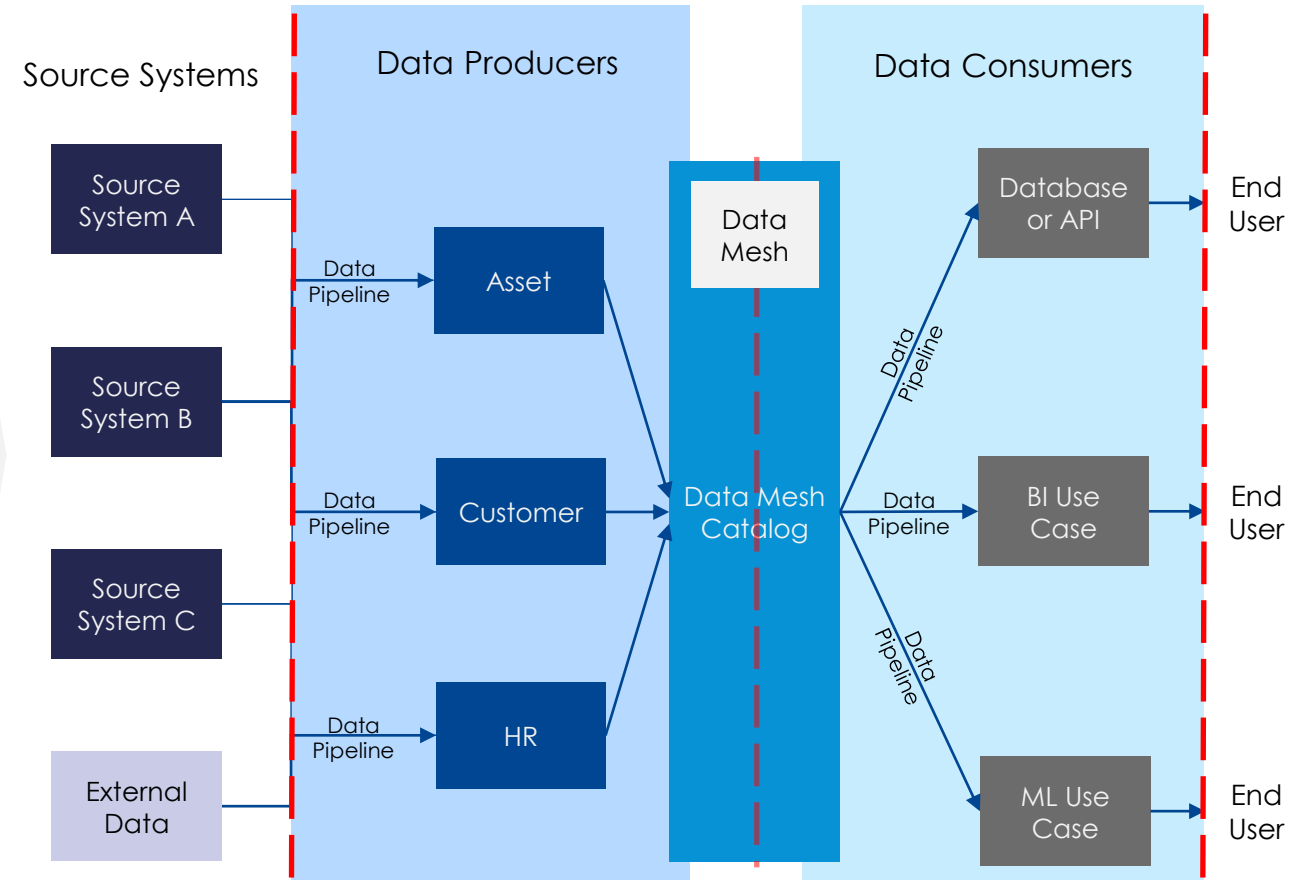 Source Systems
Data Producers
Data Consumers
Source
System A
Source
System B
Source
System C
External
Data
Data
Pipeline
Asset
Data
Pipeline
Customer
Data
Pipeline
HR
Data
Mesh
Data Mesh
Catalog
Data
Pipeline
Database
or API
End
User
Data
Pipeline
BI Use
Case
End
User
Data
Pipeline
ML Use
Case
End
User